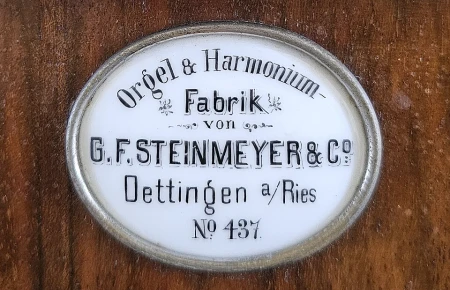 Orgel & Harmonium-
Fabrik
von
G.F. STEINMEYER & Cº
Oettingen a/Ries
Nº 437.